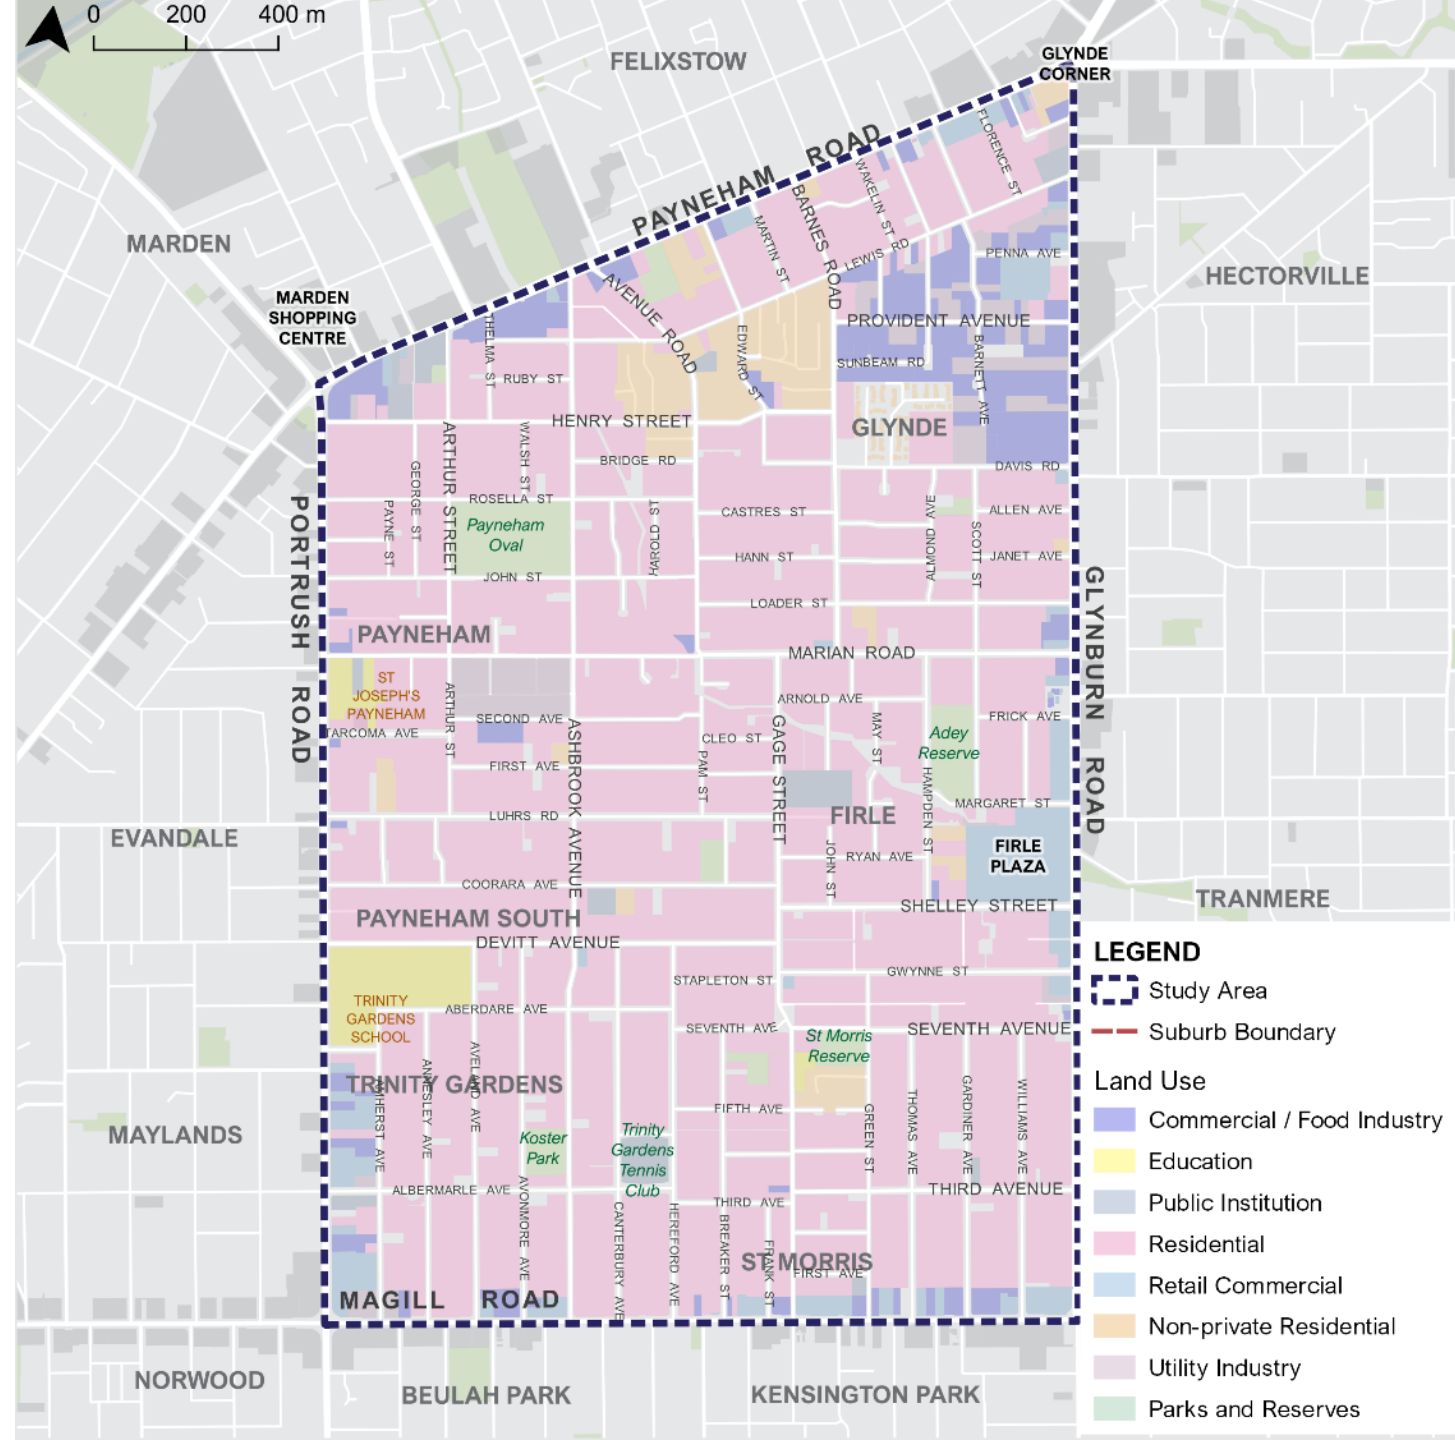 0 200 400 m
FELIXSTOW
GLYNDE
CORNER
PAYNEHAM ROAD
FLORENCE ST
WAKELIN ST
BARNES ROAD
MARTIN ST
LEWIS RD
PENNA AVE
MARDEN
HECTORVILLE
MARDEN
SHOPPING
CENTRE
AVENUE ROAD
THELMA ST
EDWARD ST
PROVIDENT AVENUE
SUNBEAM RD
BARNETT AVE
RUBY ST
HENRY STREET
GLYNDE
ARTHUR STREET
WALSH ST
BRIDGE RD
DAVIS RD
GEORGE ST
PAYNE ST
ROSELLA ST
HAROLD ST
CASTRES ST
ALMOND AVE
SCOTT ST
ALLEN AVE
Payneham
Oval
HANN ST
JANET AVE
JOHN ST
LOADER ST
PORTRUSH ROAD
GLYNBURN ROAD
PAYNEHAM
MARIAN ROAD
ST
JOSEPH'S
PAYNEHAM
ARTHUR ST
ARNOLD AVE
SECOND AVE
MAY ST
FRICK AVE
TARCOMA AVE
ASHBROOK AVENUE
CLEO ST
GAGE STREET
Adey
Reserve
FIRST AVE
PAM ST
HAMPDEN ST
MARGARET ST
LUHRS RD
FIRLE
EVANDALE
JOHN ST
RYAN AVE
FIRLE
PLAZA
COORARA AVE
TRANMERE
SHELLEY STREET
PAYNEHAM SOUTH
DEVITT AVENUE
GWYNNE ST
STAPLETON ST
TRINITY
GARDENS
SCHOOL
ABERDARE AVE
SEVENTH AVE
SEVENTH AVENUE
St Morris
Reserve
AMHERST AVE
ANNESLEY AVE
AVELAND AVE
TRINITY GARDENS
FIFTH AVE
GREEN ST
THOMAS AVE
GARDINER AVE
WILLIAMS AVE
MAYLANDS
Koster
Park
Trinity
Gardens
Tennis
Club
ALBERMARLE AVE
AVONMORE AVE
CANTERBURY AVE
HEREFORD AVE
THIRD AVE
THIRD AVENUE
BREAKER ST
FRANK ST
ST MORRIS
FIRST AVE
MAGILL ROAD
NORWOOD
BEULAH PARK
KENSINGTON PARK
LEGEND
Study Area
Suburb Boundary
Land Use
Commercial / Food Industry
Education
Public Institution
Residential
Retail Commercial
Non-private Residential
Utility Industry
Parks and Reserves